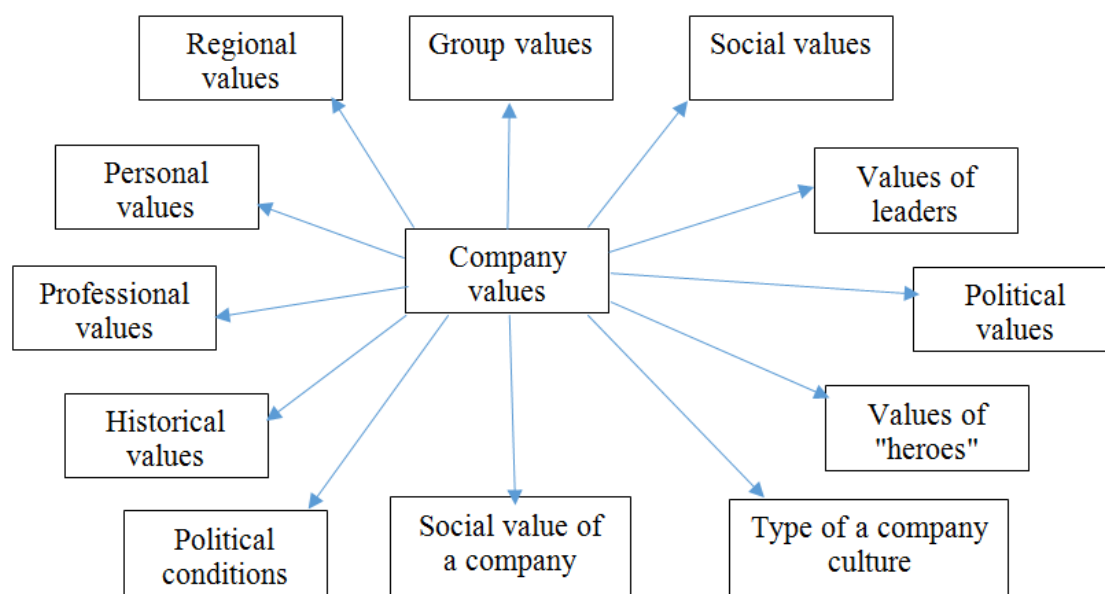 Regional
values
Group values
Social values
Personal
values
Values of
leaders
Company
values
Professional
values
Political
values
Historical
values
Values of
"heroes"
Political
conditions
Social value of
a company
Type of a company
culture